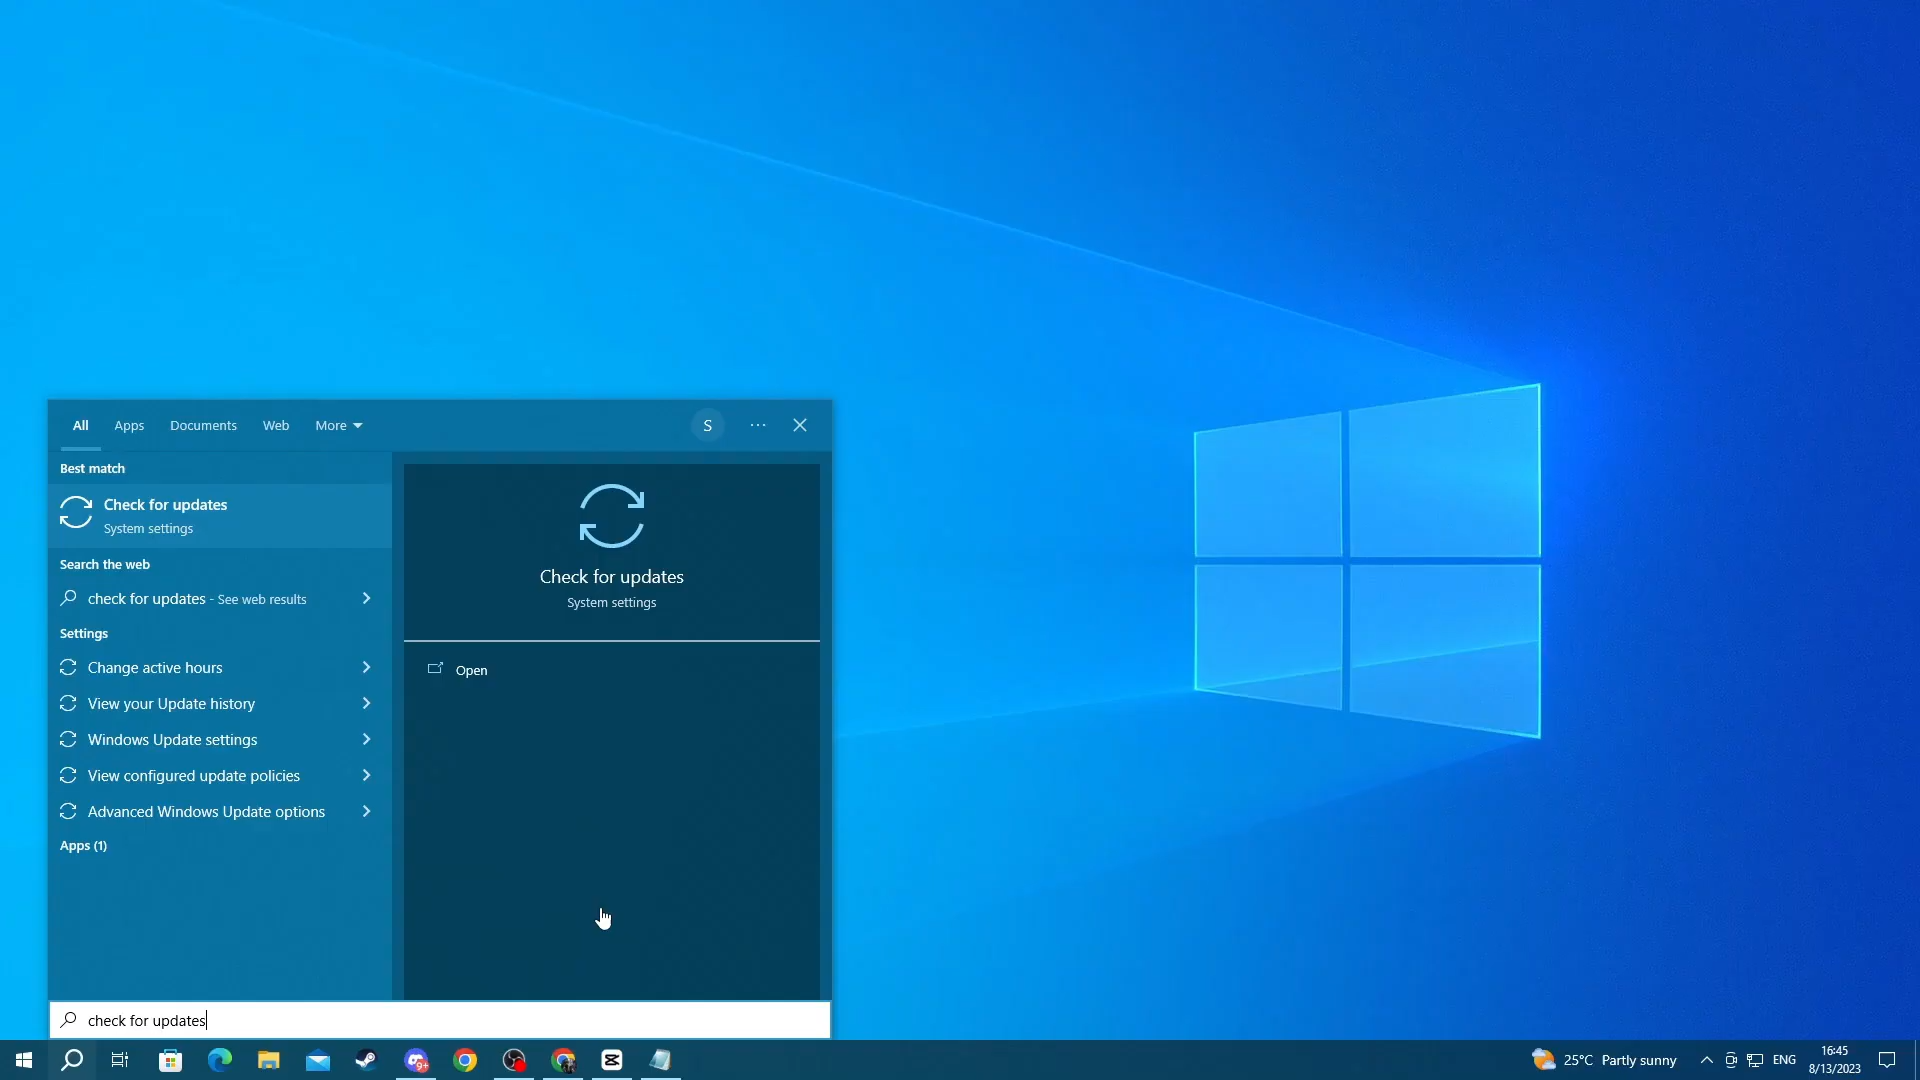 All Apps Documents Web More S ···
Best match
Check for updates
System settings
Search the web
check for updates - See web results
Settings
Change active hours
View your Update history
Windows Update settings
View configured update policies
Advanced Windows Update options
Apps (1)
Check for updates
System settings
Open
check for updates
9+
25°C Partly sunny
ENG
16:45
8/13/2023